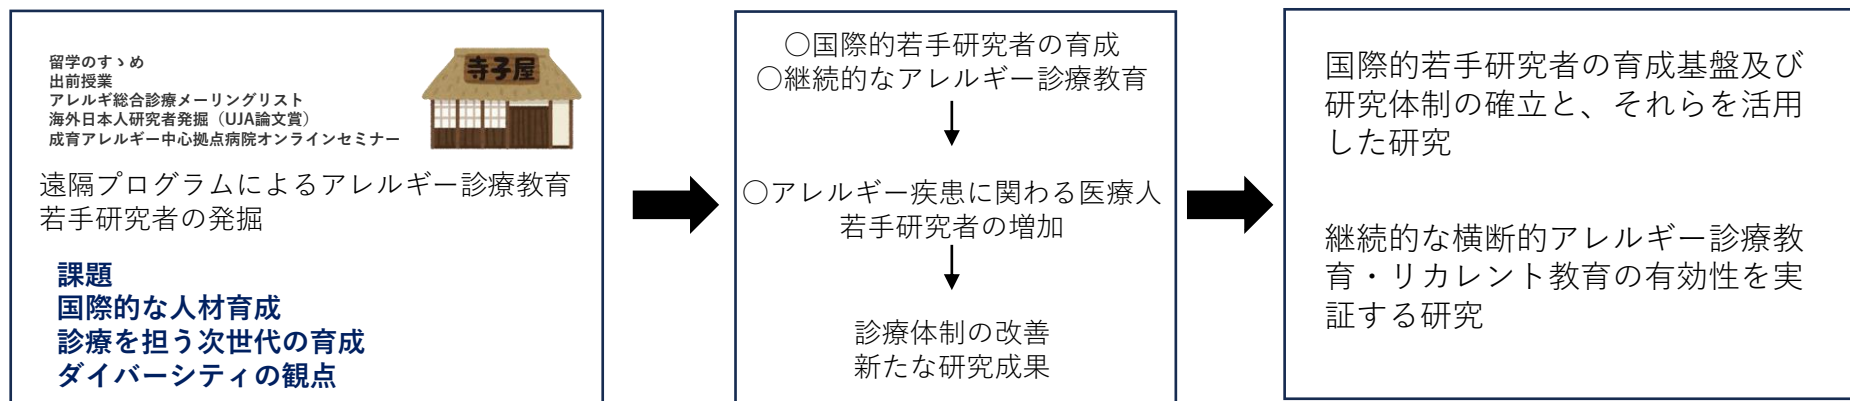 留学のすゝめ
出前授業
アレルギ総合診療メーリングリスト
海外日本人研究者発掘（UJA論文賞）
成育アレルギー中心拠点病院オンラインセミナー
寺子屋
遠隔プログラムによるアレルギー診療教育
若手研究者の発掘
課題
国際的な人材育成
診療を担う次世代の育成
ダイバーシティの観点
〇国際的若手研究者の育成
〇継続的なアレルギー診療教育
〇アレルギー疾患に関わる医療人
若手研究者の増加
診療体制の改善
新たな研究成果
国際的若手研究者の育成基盤及び
研究体制の確立と、それらを活用
した研究
継続的な横断的アレルギー診療教
育・リカレント教育の有効性を実
証する研究